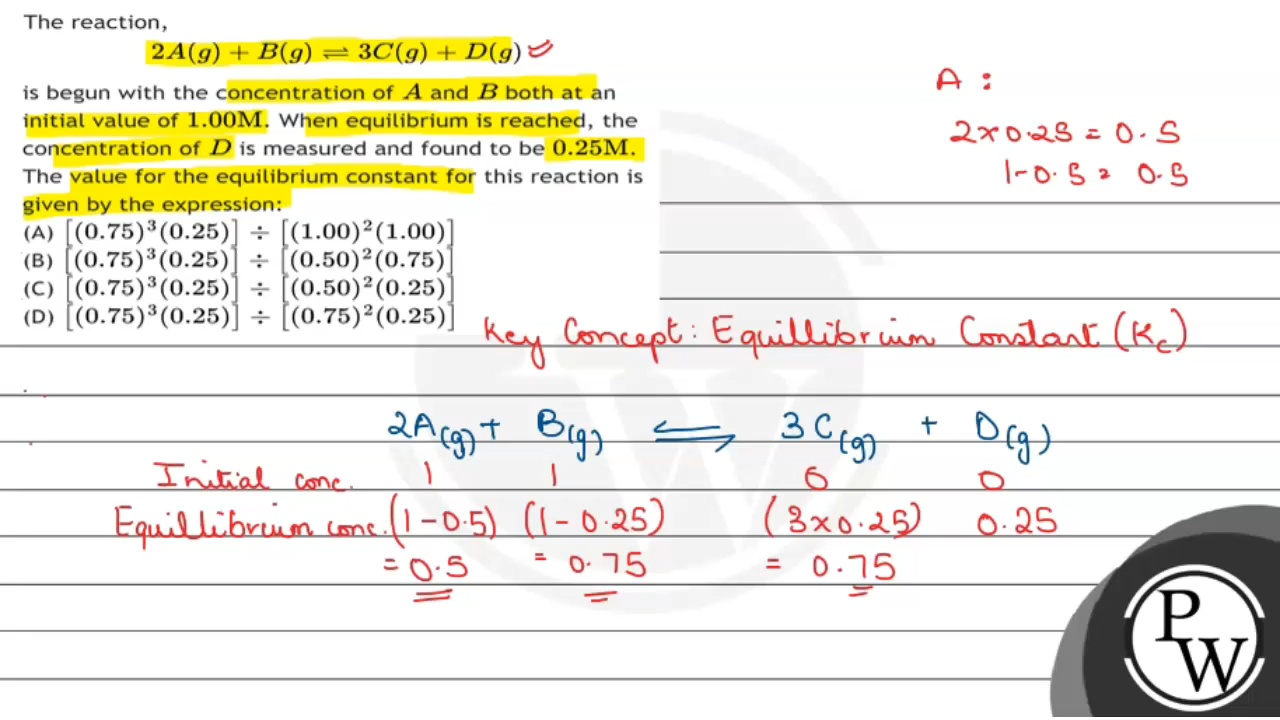 The reaction,
2A(g) + B(g) ⇌ 3C(g) + D(g)
is begun with the concentration of A and B both at an
initial value of 1.00M. When equilibrium is reached, the
concentration of D is measured and found to be 0.25M.
The value for the equilibrium constant for this reaction is
given by the expression:
(A) [(0.75)³(0.25)] ÷ [(1.00)²(1.00)]
(B) [(0.75)³(0.25)] ÷ [(0.50)²(0.75)]
(C) [(0.75)³(0.25)] ÷ [(0.50)²(0.25)]
(D) [(0.75)³(0.25)] ÷ [(0.75)²(0.25)]
A :
2×0.25 = 0.5
1-0.5 = 0.5
Key Concept: Equillibrium Constant (Kc)
2A(g) + B(g) ⇌ 3C(g) + D(g)
Initial conc. 1 1 0 0
Equillibrium conc. (1-0.5) (1-0.25) (3×0.25) 0.25
= 0.5 = 0.75 = 0.75
P
W